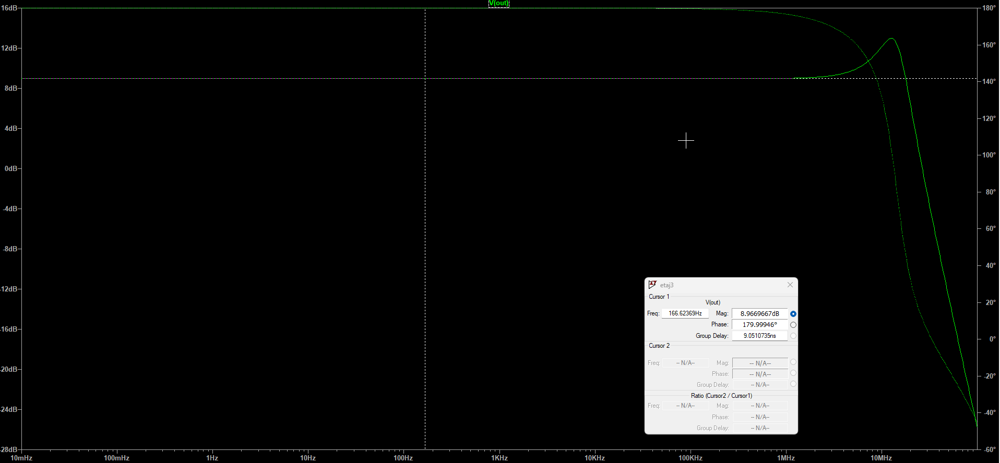 V(out)
16dB
12dB
8dB
4dB
0dB
-4dB
-8dB
-12dB
-16dB
-20dB
-24dB
-28dB
180°
160°
140°
120°
100°
80°
60°
40°
20°
0°
-20°
-40°
-60°
10mHz 100mHz 1Hz 10Hz 100Hz 1KHz 10KHz 100KHz 1MHz 10MHz
etaj3
Cursor 1
V(out)
Freq: 166.62369Hz Mag: 8.9669667dB
Phase: 179.99946°
Group Delay: 9.0510735ns
Cursor 2
Freq: -- N/A-- Mag: -- N/A--
Phase: -- N/A--
Group Delay: -- N/A--
Ratio (Cursor2 / Cursor1)
Freq: -- N/A-- Mag: -- N/A--
Phase: -- N/A--
Group Delay: -- N/A--